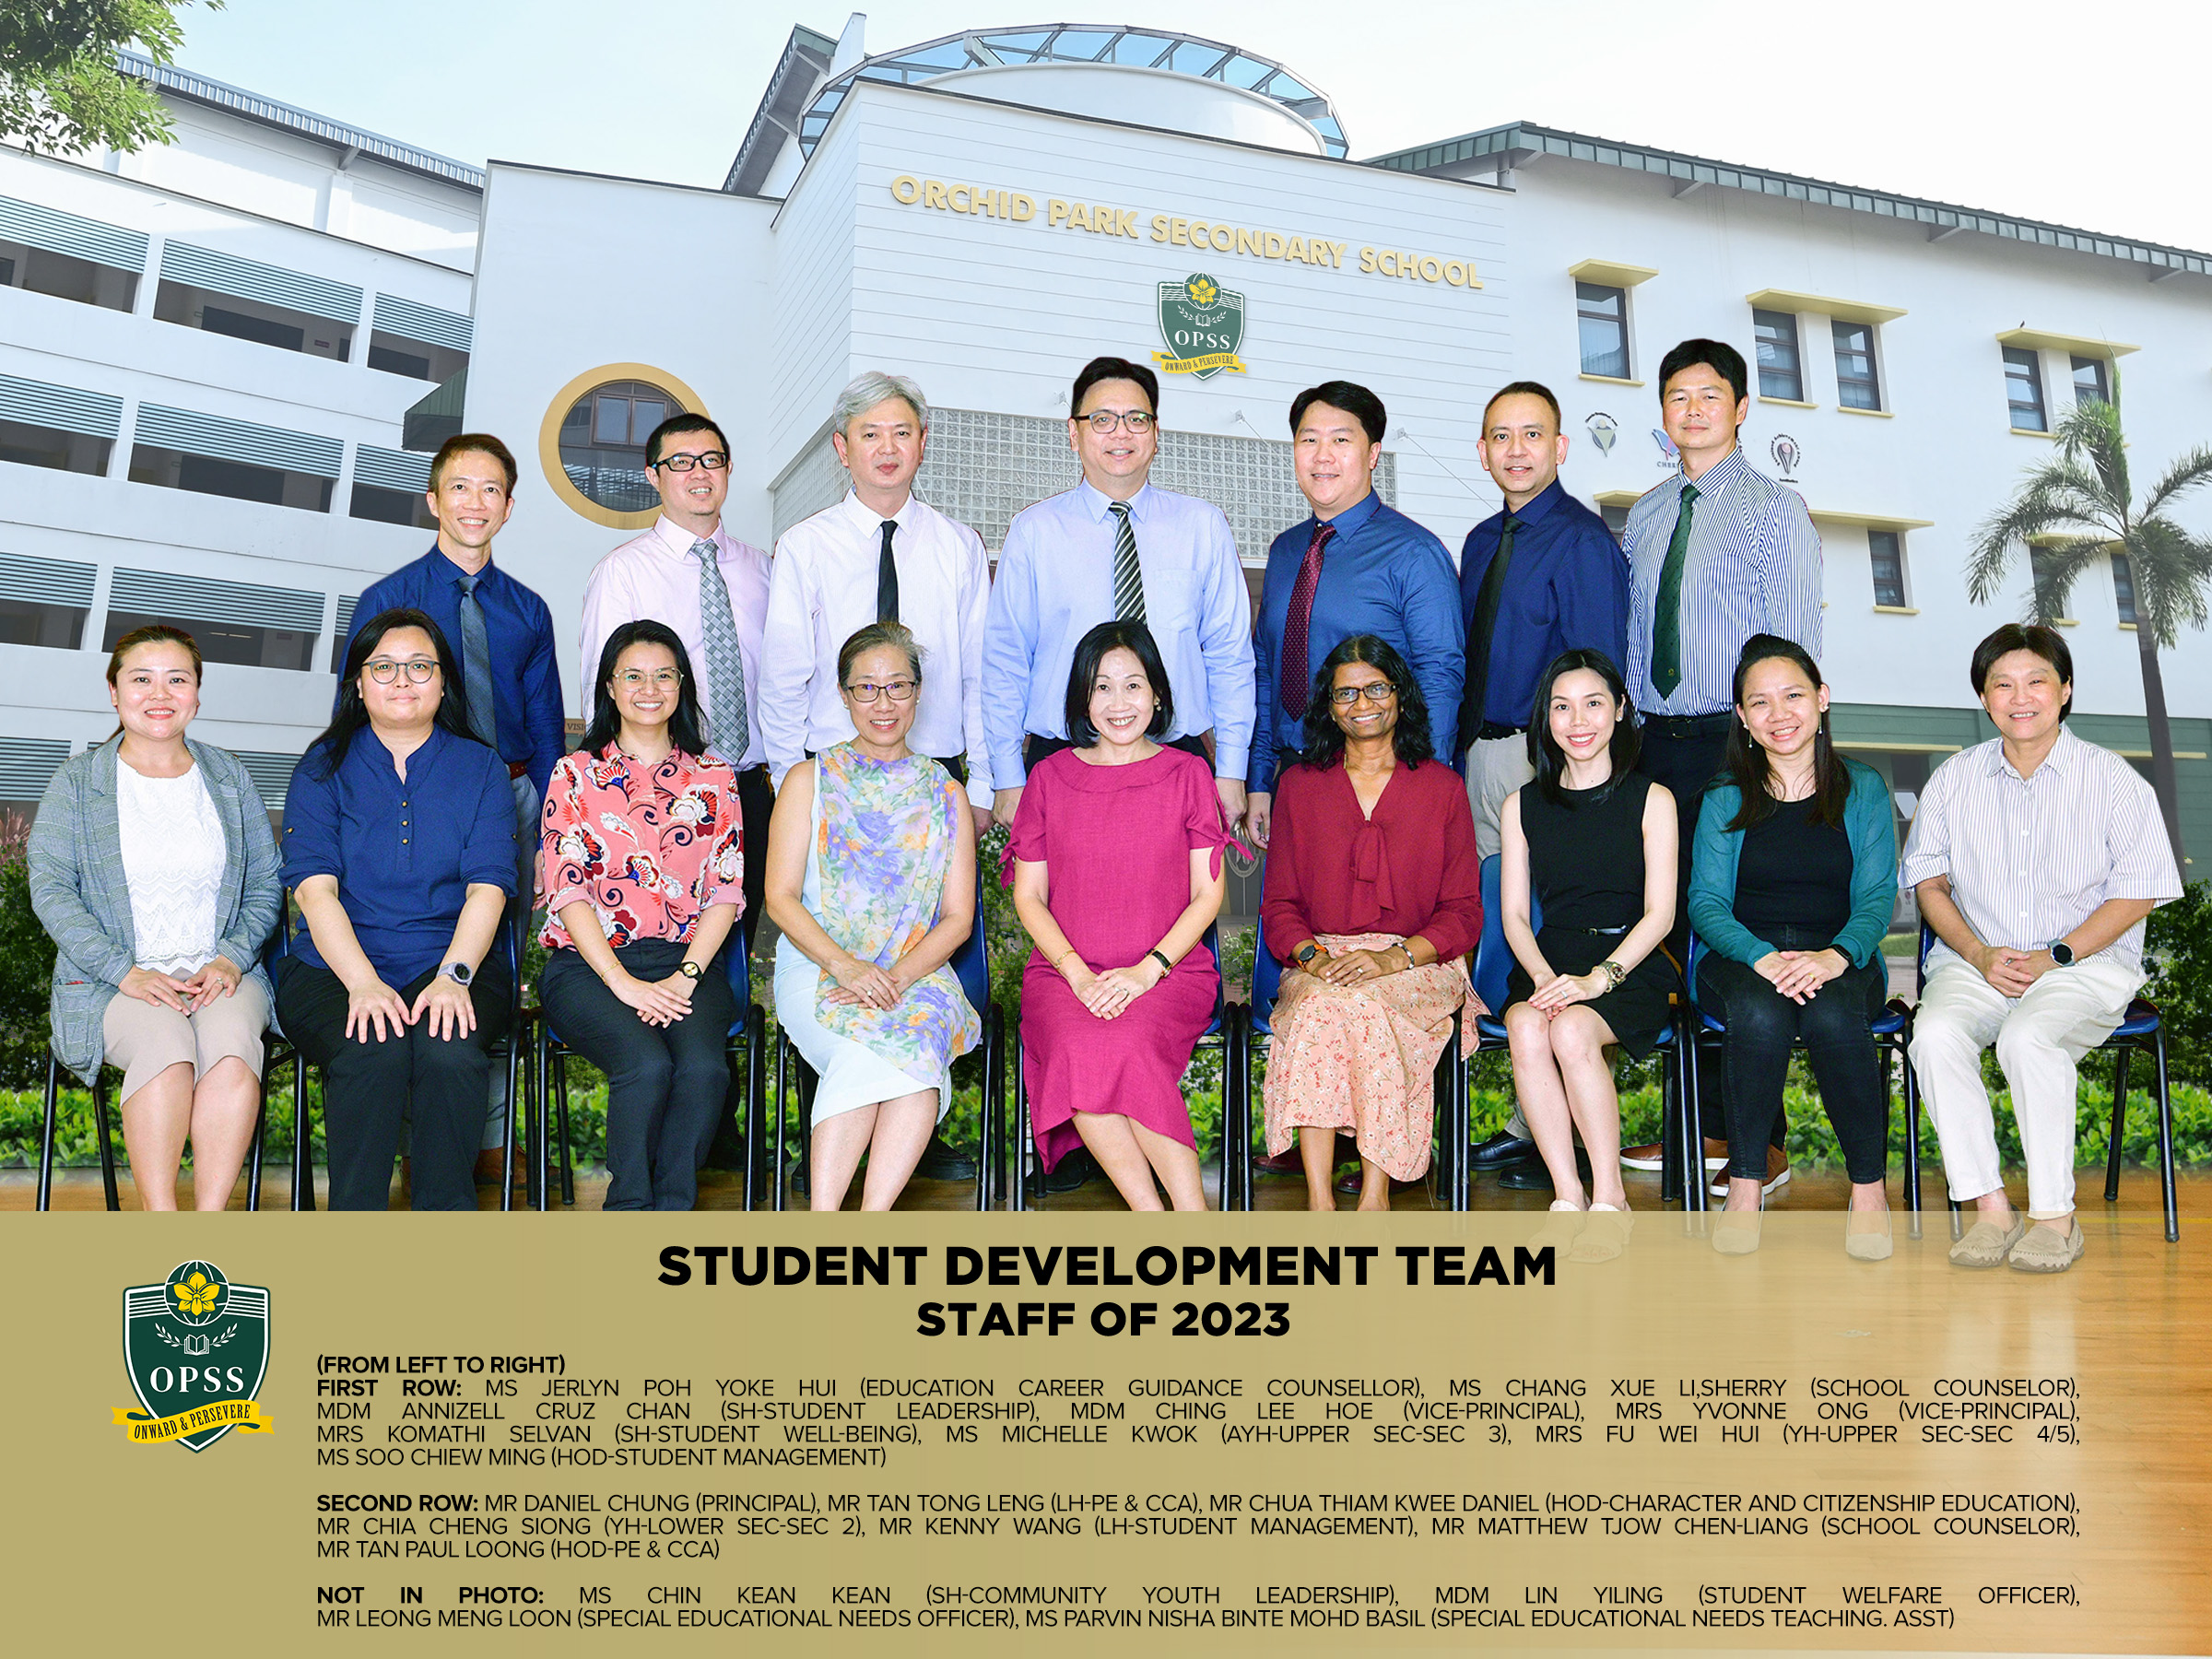 ORCHID PARK SECONDARY SCHOOL
OPSS
ONWARD & PERSEVERE
STUDENT DEVELOPMENT TEAM
STAFF OF 2023
OPSS
ONWARD & PERSEVERE
(FROM LEFT TO RIGHT)
FIRST ROW: MS JERLYN POH YOKE HUI (EDUCATION CAREER GUIDANCE COUNSELLOR), MS CHANG XUE LI,SHERRY (SCHOOL COUNSELOR),
MDM ANNIZELL CRUZ CHAN (SH-STUDENT LEADERSHIP), MDM CHING LEE HOE (VICE-PRINCIPAL), MRS YVONNE ONG (VICE-PRINCIPAL),
MRS KOMATHI SELVAN (SH-STUDENT WELL-BEING), MS MICHELLE KWOK (AYH-UPPER SEC-SEC 3), MRS FU WEI HUI (YH-UPPER SEC-SEC 4/5),
MS SOO CHIEW MING (HOD-STUDENT MANAGEMENT)
SECOND ROW: MR DANIEL CHUNG (PRINCIPAL), MR TAN TONG LENG (LH-PE & CCA), MR CHUA THIAM KWEE DANIEL (HOD-CHARACTER AND CITIZENSHIP EDUCATION),
MR CHIA CHENG SIONG (YH-LOWER SEC-SEC 2), MR KENNY WANG (LH-STUDENT MANAGEMENT), MR MATTHEW TJOW CHEN-LIANG (SCHOOL COUNSELOR),
MR TAN PAUL LOONG (HOD-PE & CCA)
NOT IN PHOTO: MS CHIN KEAN KEAN (SH-COMMUNITY YOUTH LEADERSHIP), MDM LIN YILING (STUDENT WELFARE OFFICER),
MR LEONG MENG LOON (SPECIAL EDUCATIONAL NEEDS OFFICER), MS PARVIN NISHA BINTE MOHD BASIL (SPECIAL EDUCATIONAL NEEDS TEACHING. ASST)